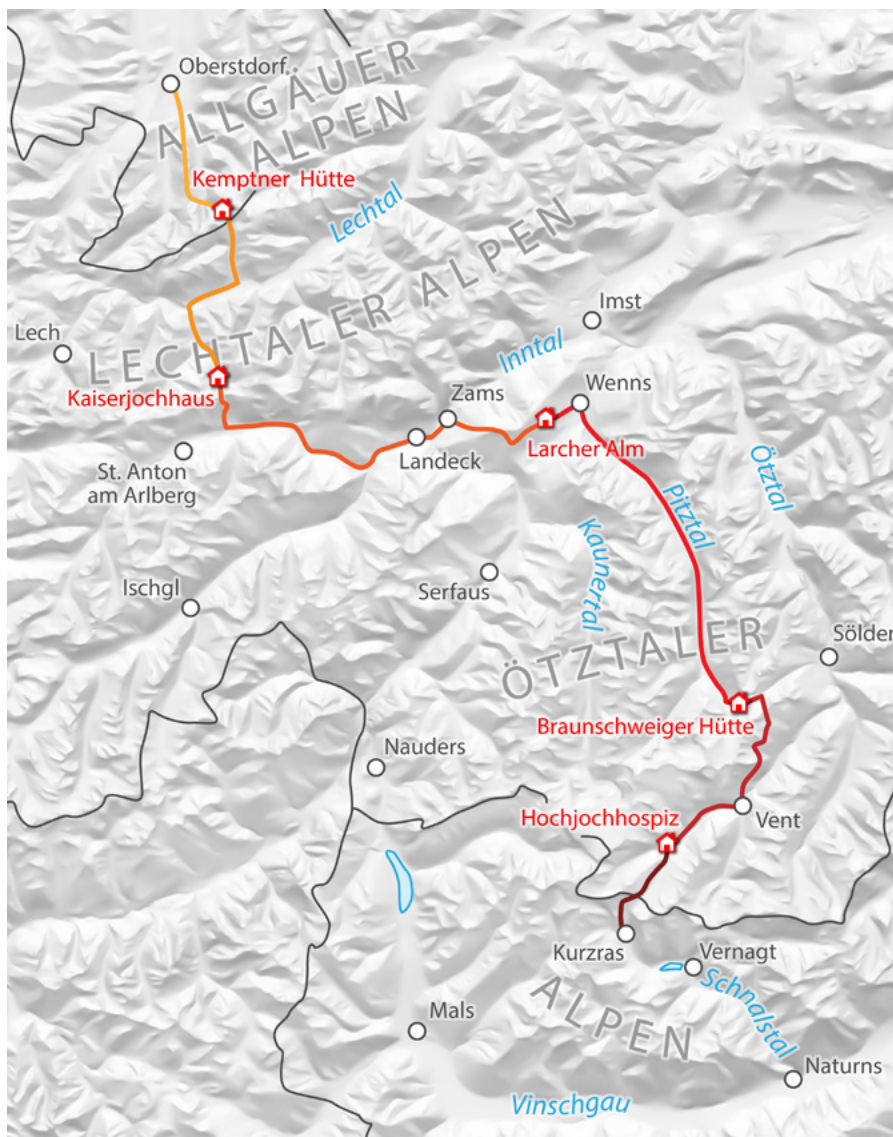 Oberstdorf
ALLGÄUER
ALPEN
Kemptner Hütte
Lechtal
LECHTALER ALPEN
Imst
Lech
Inntal
Kaiserjochhaus
Zams
Wenns
St. Anton
am Arlberg
Landeck
Larcher Alm
Ötztal
Pitztal
Kaunertal
Ischgl
Serfaus
ÖTZTALER
Sölden
Braunschweiger Hütte
Nauders
Hochjochhospiz
Vent
Kurzras
Vernagt
Schnalstal
ALPEN
Mals
Naturns
Vinschgau